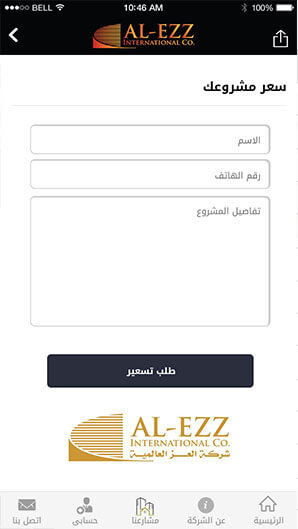 BELL 10:46 AM 100%
AL-EZZ
INTERNATIONAL CO.
سعر مشروعك
الاسم
رقم الهاتف
تفاصيل المشروع
طلب تسعير
AL-EZZ
INTERNATIONAL CO.
شركة العز العالمية
الرئيسية عن الشركة مشاريعنا حسابى اتصل بنا